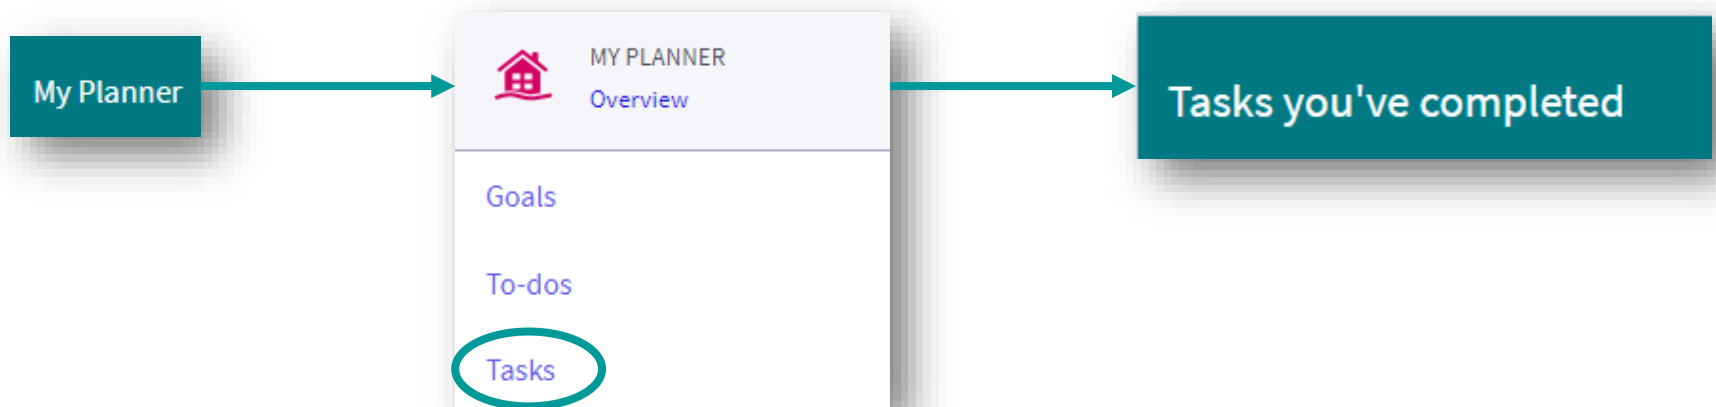 My Planner
MY PLANNER
Overview
Goals
To-dos
Tasks
Tasks you've completed